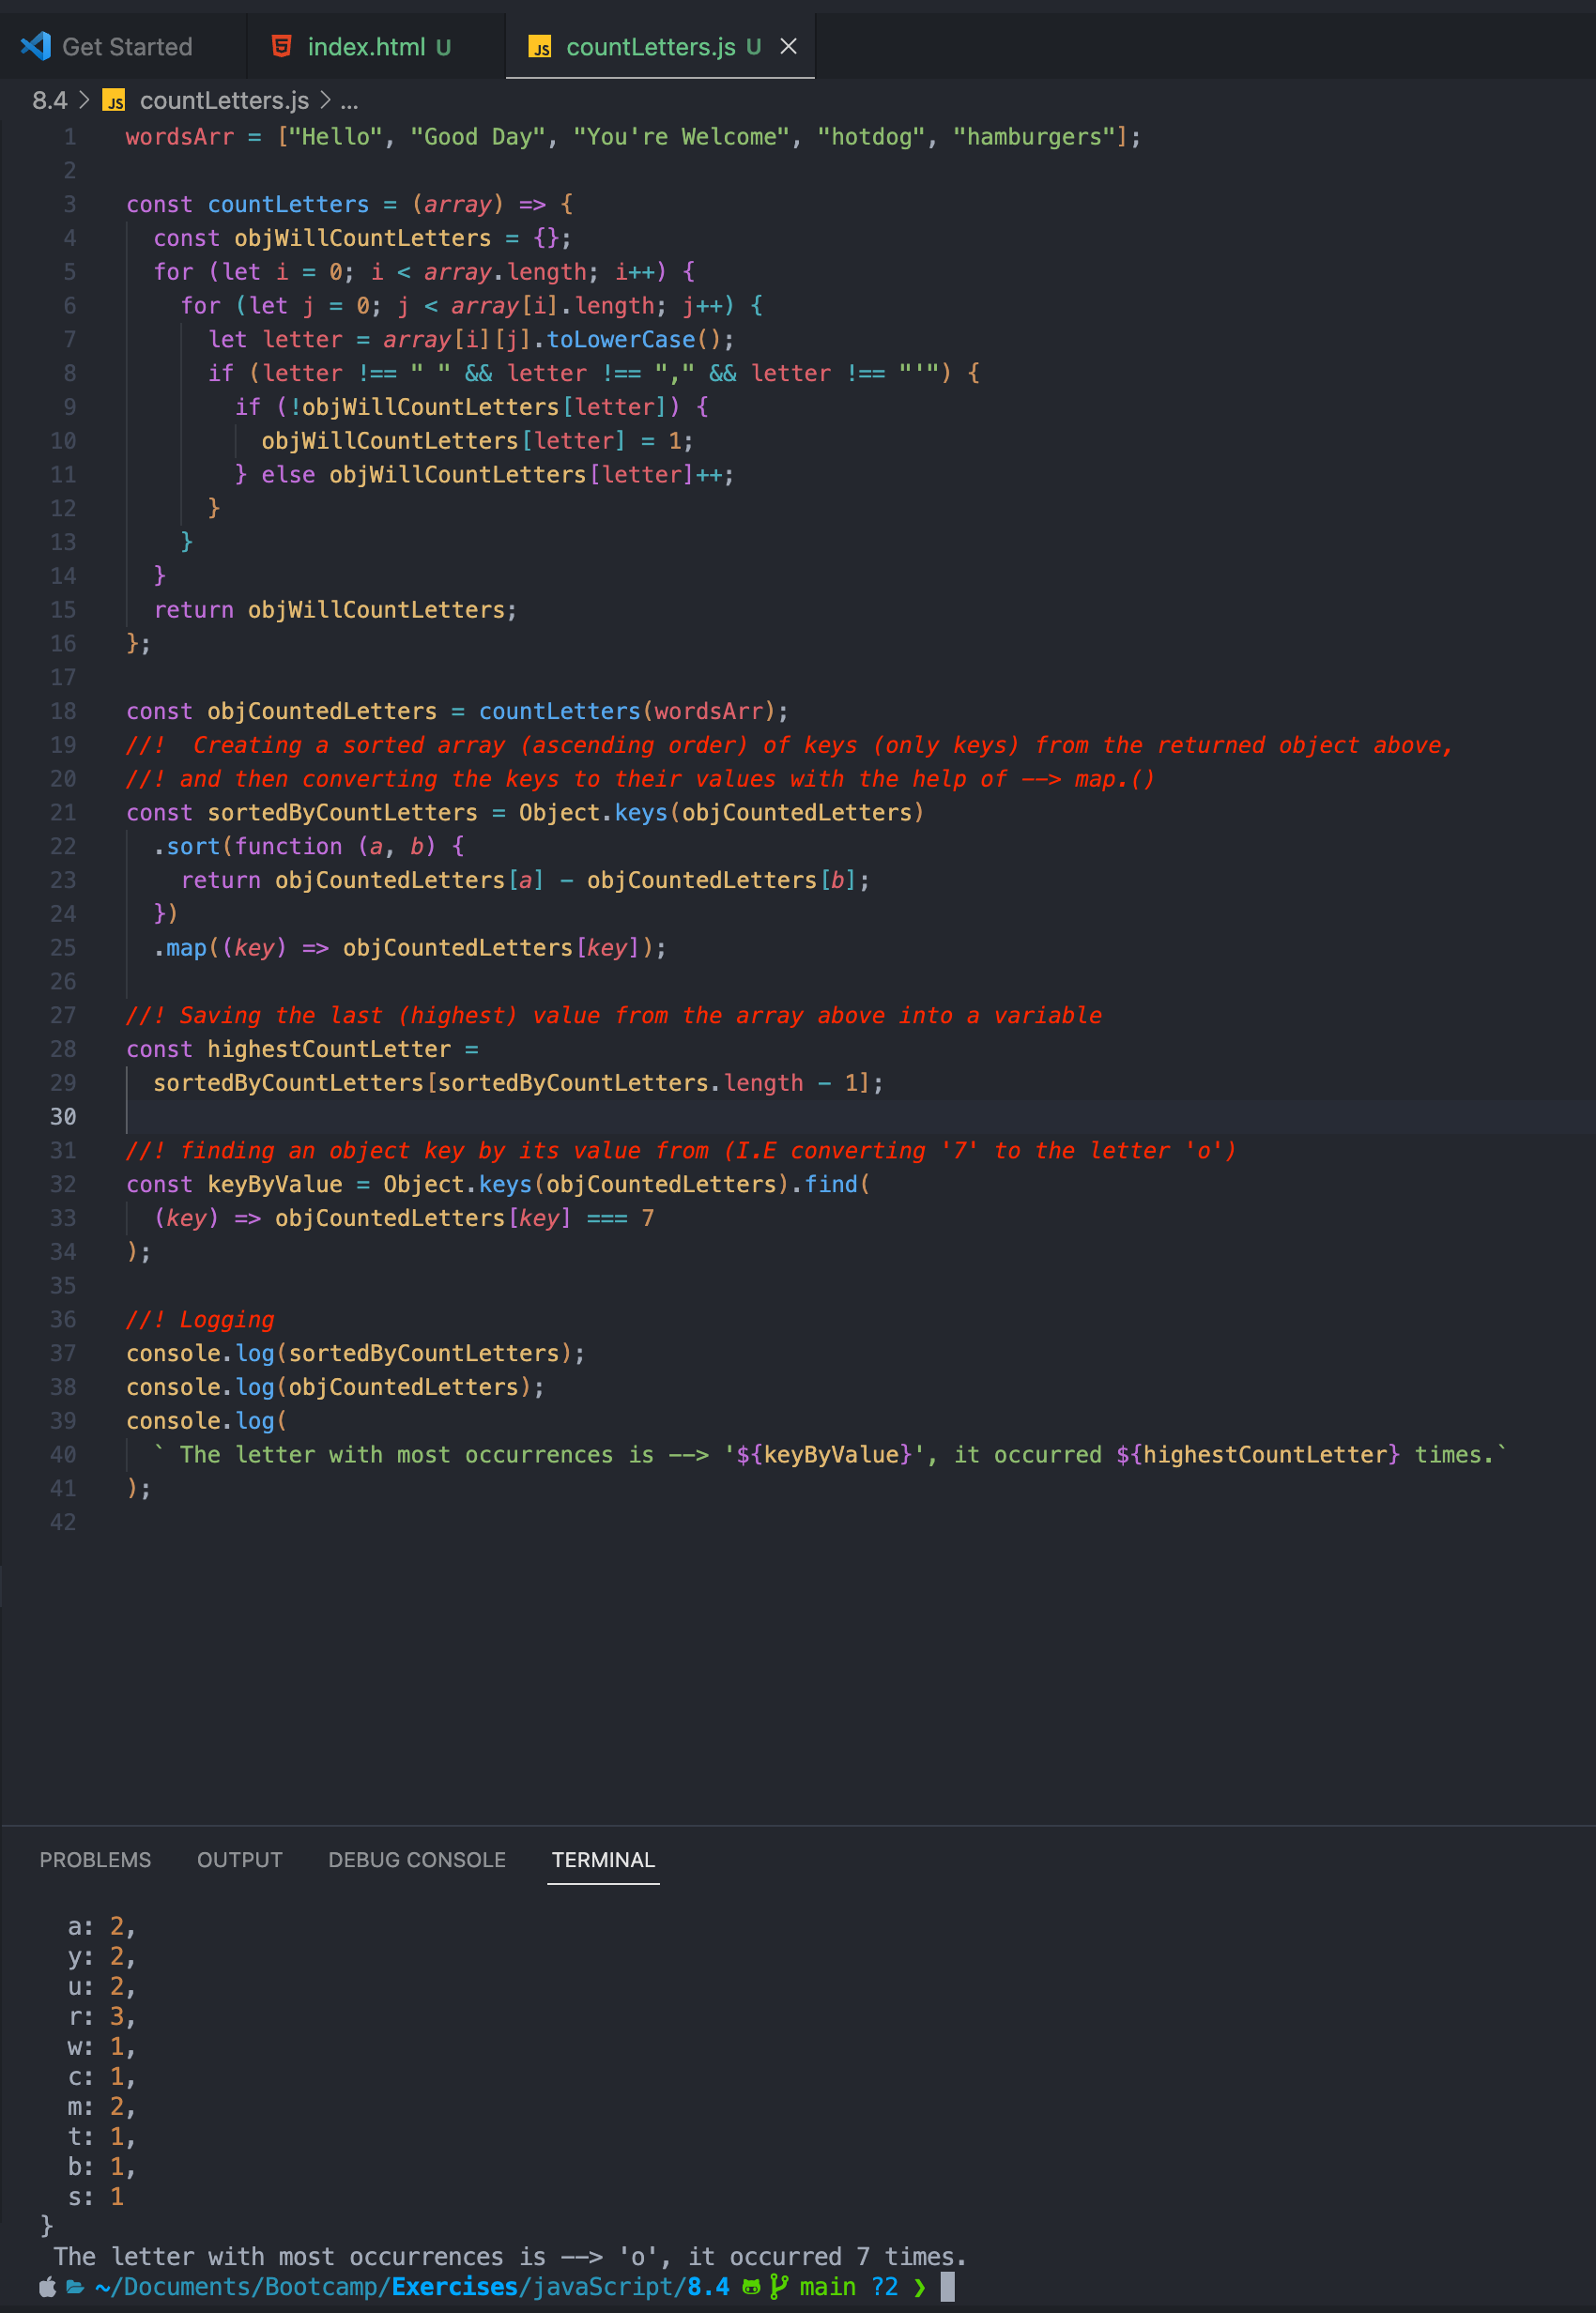 Get Started index.html U countLetters.js U
8.4 > countLetters.js > ...
1 wordsArr = ["Hello", "Good Day", "You're Welcome", "hotdog", "hamburgers"];
2
3 const countLetters = (array) => {
4 const objWillCountLetters = {};
5 for (let i = 0; i < array.length; i++) {
6 for (let j = 0; j < array[i].length; j++) {
7 let letter = array[i][j].toLowerCase();
8 if (letter !== " " && letter !== "," && letter !== "'") {
9 if (!objWillCountLetters[letter]) {
10 objWillCountLetters[letter] = 1;
11 } else objWillCountLetters[letter]++;
12 }
13 }
14 }
15 return objWillCountLetters;
16 };
17
18 const objCountedLetters = countLetters(wordsArr);
19 //!  Creating a sorted array (ascending order) of keys (only keys) from the returned object above,
20 //! and then converting the keys to their values with the help of --> map.()
21 const sortedByCountLetters = Object.keys(objCountedLetters)
22 .sort(function (a, b) {
23 return objCountedLetters[a] - objCountedLetters[b];
24 })
25 .map((key) => objCountedLetters[key]);
26
27 //! Saving the last (highest) value from the array above into a variable
28 const highestCountLetter =
29 sortedByCountLetters[sortedByCountLetters.length - 1];
30
31 //! finding an object key by its value from (I.E converting '7' to the letter 'o')
32 const keyByValue = Object.keys(objCountedLetters).find(
33 (key) => objCountedLetters[key] === 7
34 );
35
36 //! Logging
37 console.log(sortedByCountLetters);
38 console.log(objCountedLetters);
39 console.log(
40 ` The letter with most occurrences is --> '${keyByValue}', it occurred ${highestCountLetter} times.`
41 );
42
PROBLEMS OUTPUT DEBUG CONSOLE TERMINAL
a: 2,
y: 2,
u: 2,
r: 3,
w: 1,
c: 1,
m: 2,
t: 1,
b: 1,
s: 1
}
The letter with most occurrences is --> 'o', it occurred 7 times.
~/Documents/Bootcamp/Exercises/javaScript/8.4 main ?2 ❯